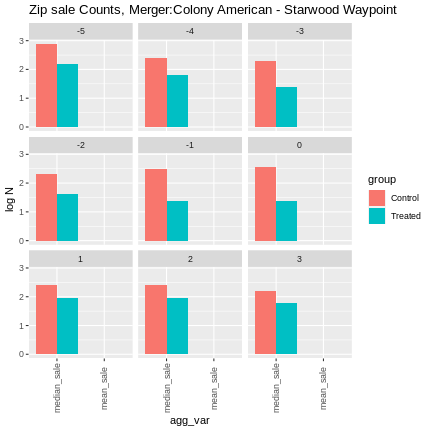 Zip sale Counts, Merger:Colony American - Starwood Waypoint
-5 -4 -3
3
2
1
0
-2 -1 0
3
2
1
0
1 2 3
3
2
1
0
log N
median_sale mean_sale median_sale mean_sale median_sale mean_sale
agg_var
group
Control
Treated